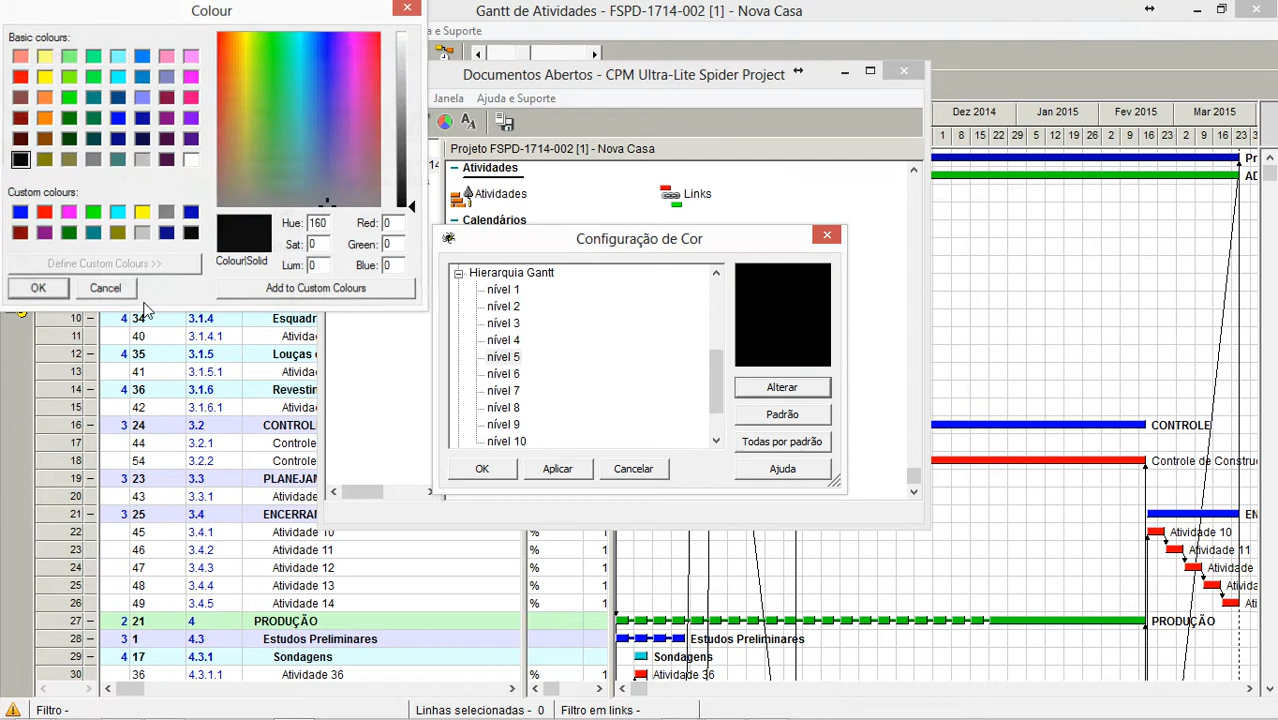 Colour
Gantt de Atividades - FSPD-1714-002 [1] - Nova Casa
Basic colours:
e Suporte
Documentos Abertos - CPM Ultra-Lite Spider Project
Janela Ajuda e Suporte
Dez 2014 Jan 2015 Fev 2015 Mar 2015
1 8 15 22 29 5 12 19 26 2 9 16 23 2 9 16 23
Projeto FSPD-1714-002 [1] - Nova Casa
Atividades
Atividades Links
Calendários
Custom colours:
Hue: 160 Red: 0
Sat: 0 Green: 0
Colour|Solid
Lum: 0 Blue: 0
Define Custom Colours >>
OK Cancel Add to Custom Colours
Configuração de Cor
Hierarquia Gantt
nível 1
nível 2
nível 3
nível 4
nível 5
nível 6
nível 7
nível 8
nível 9
nível 10
Alterar
Padrão
Todas por padrão
OK Aplicar Cancelar Ajuda
10 4 34 3.1.4 Esquadr
11 40 3.1.4.1 Atividad
12 4 35 3.1.5 Louças
13 41 3.1.5.1 Atividad
14 4 36 3.1.6 Revestin
15 42 3.1.6.1 Atividad
16 3 24 3.2 CONTROL CONTROLE
17 44 3.2.1 Controle
18 54 3.2.2 Controle Controle de Constru
19 3 23 3.3 PLANEJAM
20 43 3.3.1 Atividade
21 3 25 3.4 ENCERRA EN
22 45 3.4.1 Atividade 10 % 1 Atividade 10
23 46 3.4.2 Atividade 11 % 1 Atividade 11
24 47 3.4.3 Atividade 12 % 1 Atividade
25 48 3.4.4 Atividade 13 % 1 Ativida
26 49 3.4.5 Atividade 14 % 1 Ati
27 2 21 4 PRODUÇÃO PRODUÇÃO
28 3 1 4.3 Estudos Preliminares Estudos Preliminares
29 4 17 4.3.1 Sondagens Sondagens
30 36 4.3.1.1 Atividade 36 % 1 Atividade 36
Filtro - Linhas selecionadas - 0 Filtro em links -